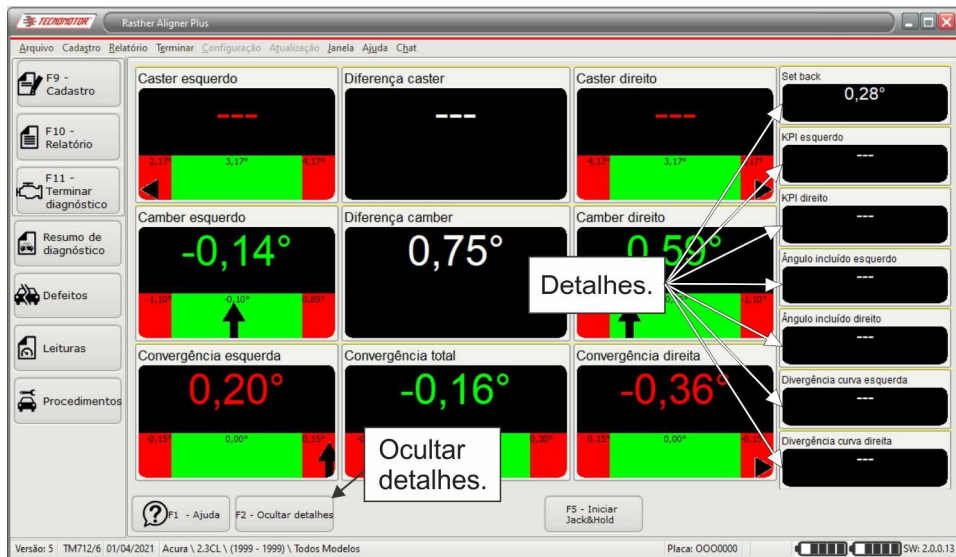 TECNOMOTOR
Rasther Aligner Plus
Arquivo Cadastro Relatório Terminar Configuração Atualização Janela Ajuda Chat
F9 -
Cadastro
F10 -
Relatório
F11 -
Terminar
diagnóstico
Resumo de
diagnóstico
Defeitos
Leituras
Procedimentos
Caster esquerdo
---
2,17° 3,17° 4,17°
Diferença caster
---
Caster direito
---
4,17° 3,17°
Camber esquerdo
-0,14°
-1,10° -0,10° 0,89°
Diferença camber
0,75°
Camber direito
0,59°
-1,10°
Convergência esquerda
0,20°
-0,15° 0,00° 0,15°
Convergência total
-0,16°
0,30°
Convergência direita
-0,36°
0,15° 0,00° -0,15°
Set back
0,28°
KPI esquerdo
---
KPI direito
---
Ângulo incluído esquerdo
---
Ângulo incluído direito
---
Divergência curva esquerda
---
Divergência curva direita
---
Detalhes.
Ocultar
detalhes.
F1 - Ajuda
F2 - Ocultar detalhes
F5 - Iniciar
Jack&Hold
Versão: 5 TM712/6 01/04/2021 Acura \ 2.3CL \ (1999 - 1999) \ Todos Modelos Placa: OOO0000 SW: 2.0.0.13